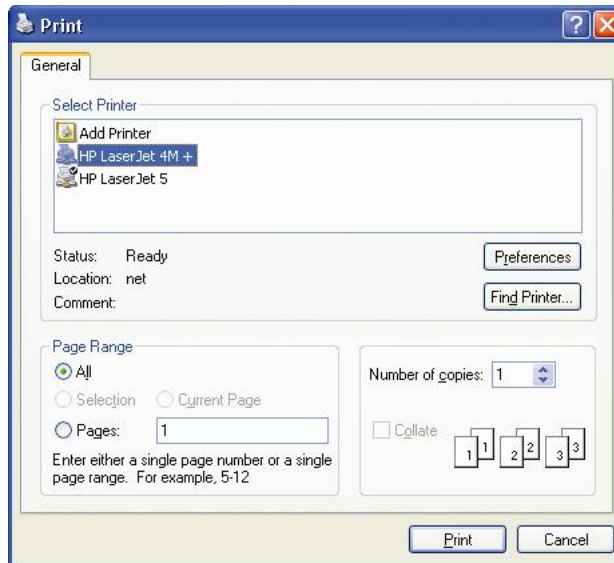 Print
General
Select Printer
Add Printer
HP LaserJet 4M +
HP LaserJet 5
Status: Ready
Location: net
Comment:
Preferences
Find Printer...
Page Range
All
Selection Current Page
Pages: 1
Enter either a single page number or a single
page range. For example, 5-12
Number of copies: 1
Collate
1 1 2 2 3 3
Print Cancel